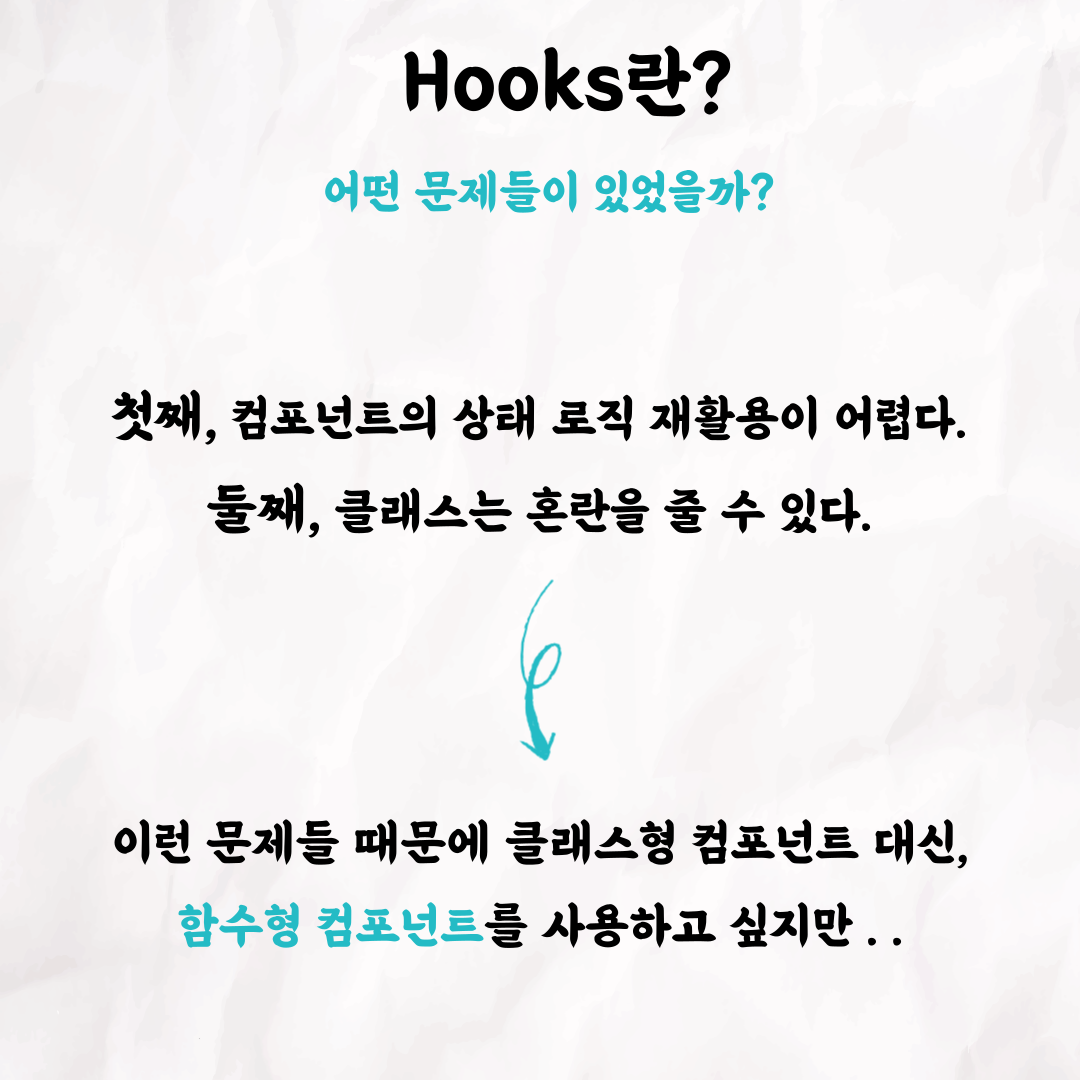 Hooks란?
어떤 문제들이 있었을까?
첫째, 컴포넌트의 상태 로직 재활용이 어렵다.
둘째, 클래스는 혼란을 줄 수 있다.
이런 문제들 때문에 클래스형 컴포넌트 대신,
함수형 컴포넌트를 사용하고 싶지만 . .